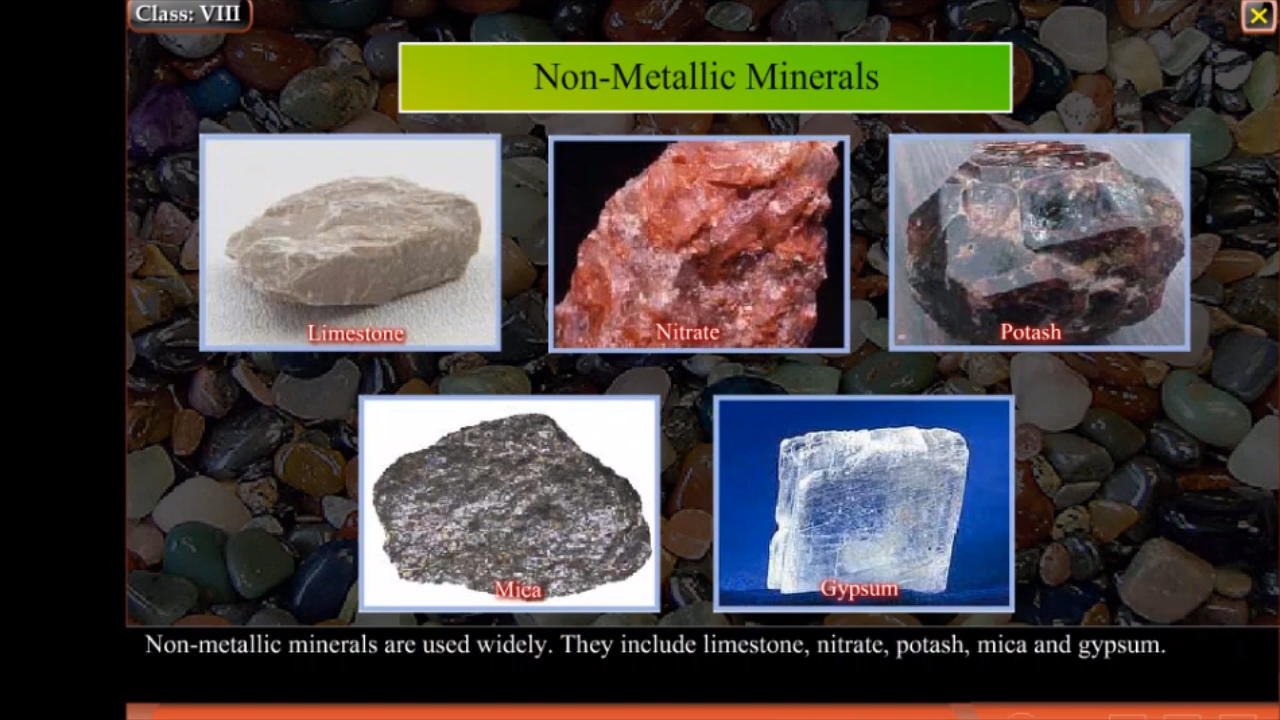 Class: VIII
Non-Metallic Minerals
Limestone
Nitrate
Potash
Mica
Gypsum
Non-metallic minerals are used widely. They include limestone, nitrate, potash, mica and gypsum.